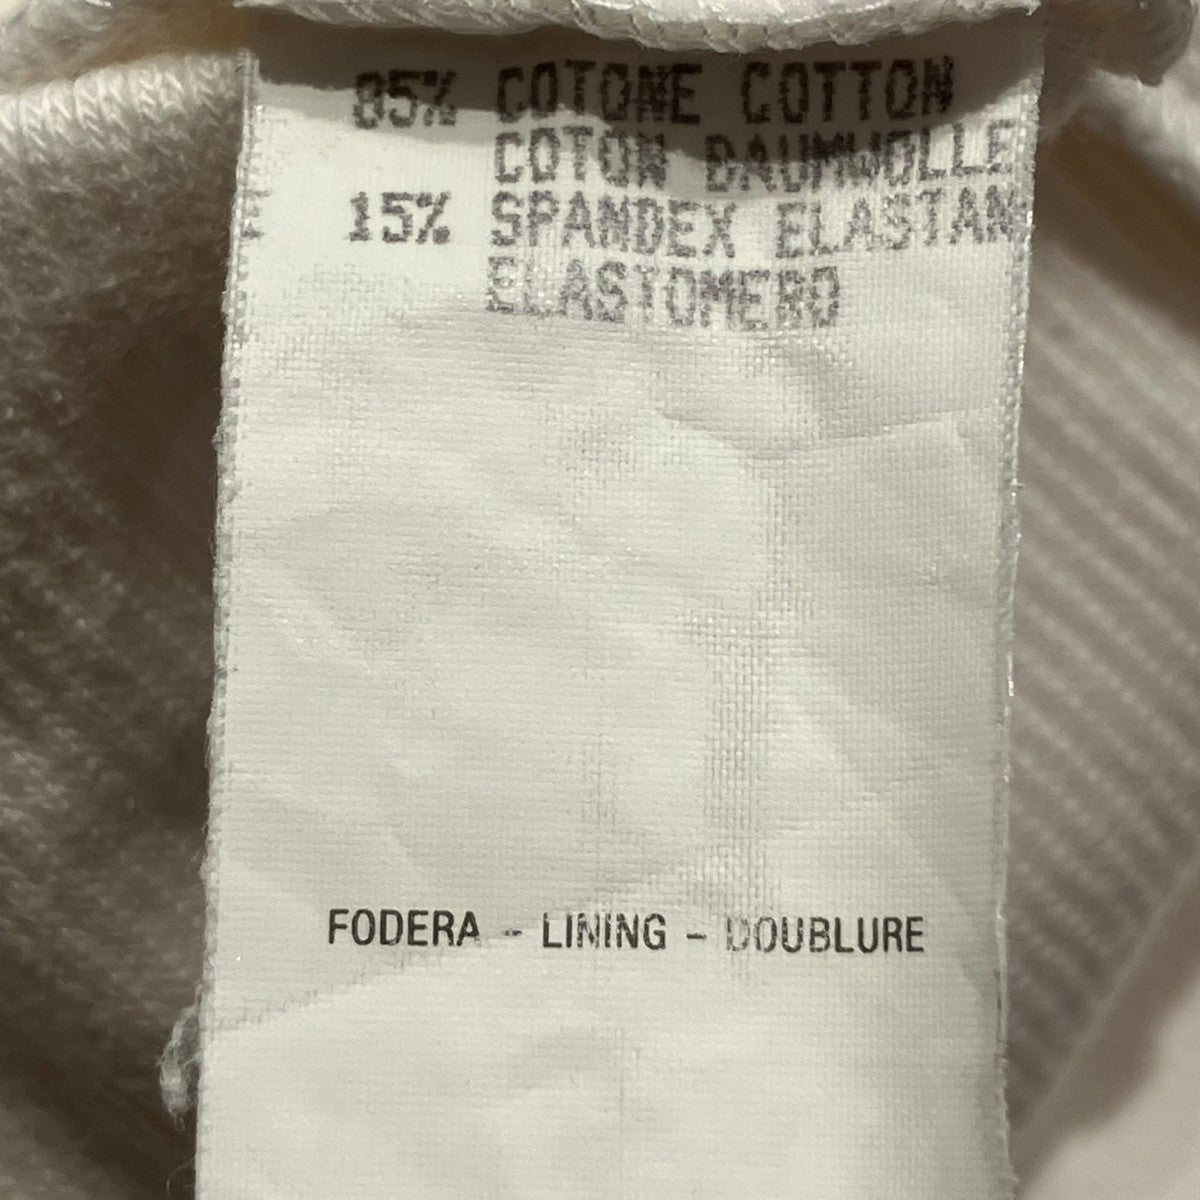 85% COTONE COTTON
COTON BAUMWOLLE
15% SPANDEX ELASTAN
ELASTOMERO
FODERA - LINING - DOUBLURE